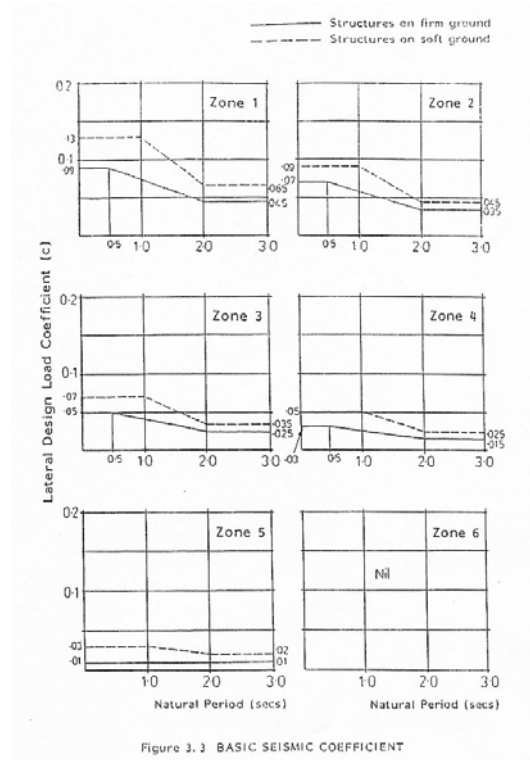 Structures on firm ground
Structures on soft ground
0·2
Zone 1
Zone 2
·13
0·1
·09
·09
·07
·065
·045
·045
·035
0·5 1·0 2·0 3·0
0·5 1·0 2·0 3·0
Lateral Design Load Coefficient (c)
0·2
Zone 3
Zone 4
0·1
·07
·05
·05
·035
·025
·025
·015
·03
0·5 1·0 2·0 3·0
0·5 1·0 2·0 3·0
0·2
Zone 5
Zone 6
0·1
Nil
·03
·02
·01
·01
1·0 2·0 3·0
1·0 2·0 3·0
Natural Period (secs)
Natural Period (secs)
Figure 3.3 BASIC SEISMIC COEFFICIENT